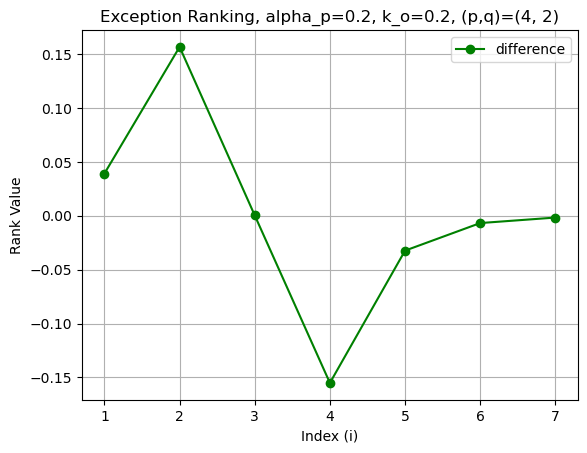 Exception Ranking, alpha_p=0.2, k_o=0.2, (p,q)=(4, 2)
difference
0.15
0.10
0.05
0.00
−0.05
−0.10
−0.15
Rank Value
1 2 3 4 5 6 7
Index (i)